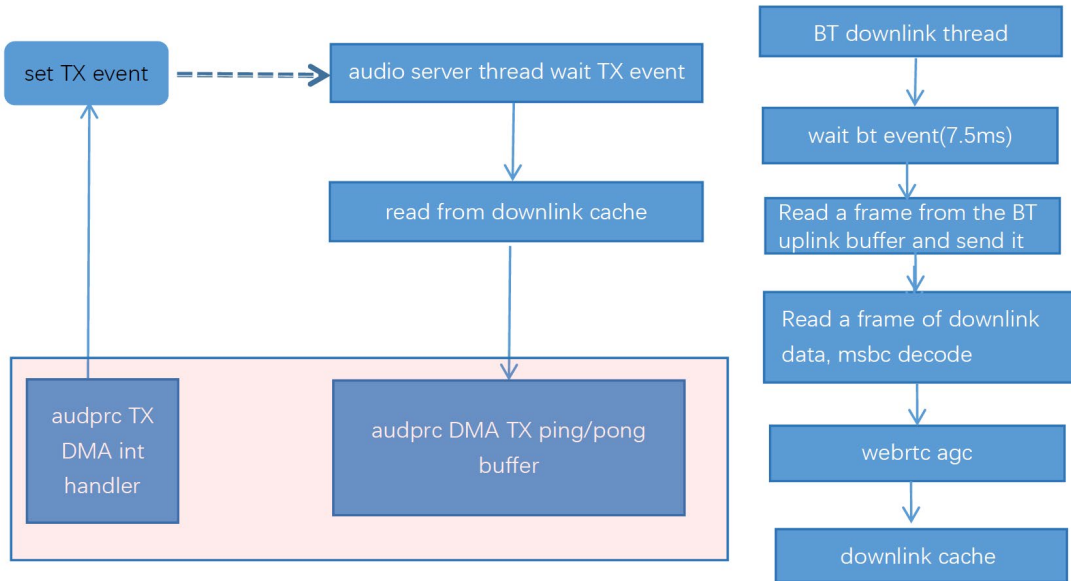 set TX event
audio server thread wait TX event
read from downlink cache
audprc TX
DMA int
handler
audprc DMA TX ping/pong
buffer
BT downlink thread
wait bt event(7.5ms)
Read a frame from the BT
uplink buffer and send it
Read a frame of downlink
data, msbc decode
webrtc agc
downlink cache